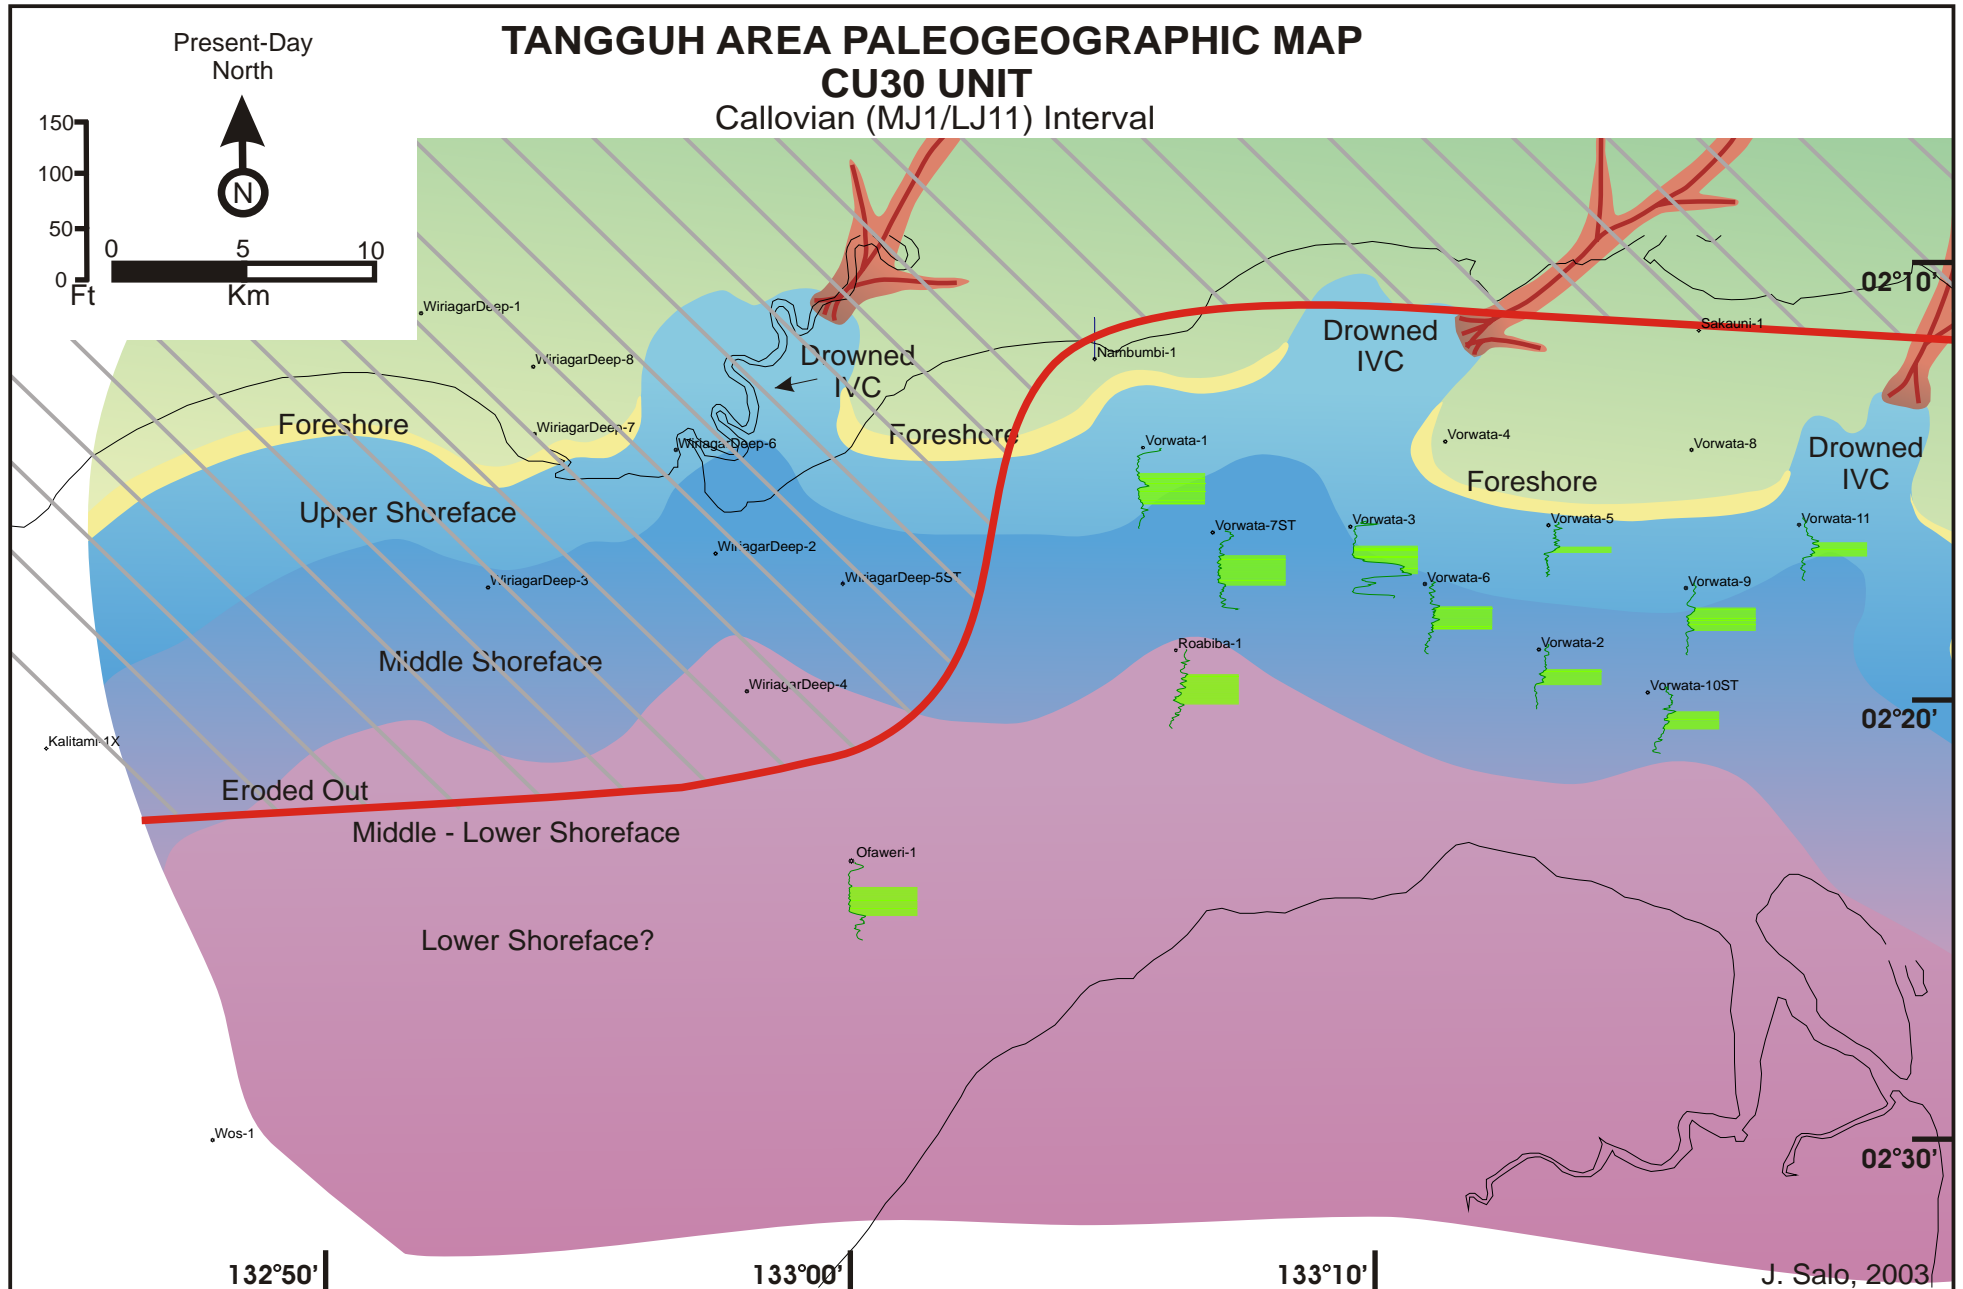 TANGGUH AREA PALEOGEOGRAPHIC MAP
CU30 UNIT
Callovian (MJ1/LJ11) Interval
Present-Day
North
N
150
100
50
0
Ft
0 5 10
Km
02°10'
WiriagarDeep-1
Sakauni-1
Drowned
IVC
Nambumbi-1
Drowned
IVC
WiriagarDeep-8
Foreshore
WiriagarDeep-7
WiriagarDeep-6
Foreshore
Vorwata-1
Vorwata-4
Vorwata-8
Drowned
IVC
Foreshore
Upper Shoreface
Vorwata-7ST
Vorwata-3
Vorwata-5
Vorwata-11
WiriagarDeep-2
WiriagarDeep-3
WiriagarDeep-5ST
Vorwata-6
Vorwata-9
Middle Shoreface
Roabiba-1
Vorwata-2
WiriagarDeep-4
Vorwata-10ST
02°20'
Kalitami-1X
Eroded Out
Middle - Lower Shoreface
Ofaweri-1
Lower Shoreface?
Wos-1
02°30'
132°50'
133°00'
133°10'
J. Salo, 2003